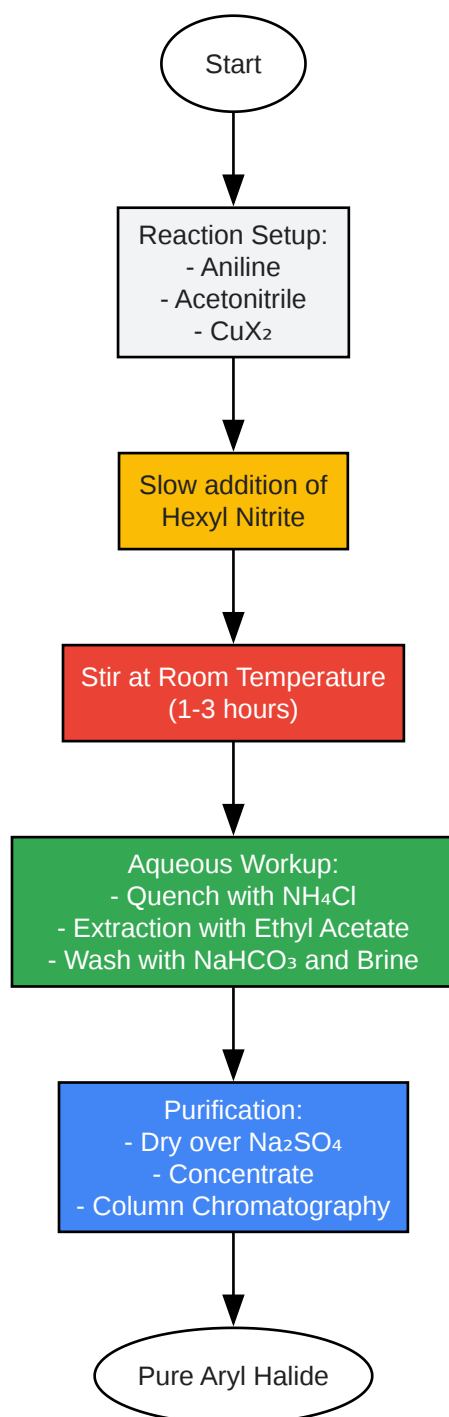 Start
Reaction Setup:
- Aniline
- Acetonitrile
- CuX₂
Slow addition of
Hexyl Nitrite
Stir at Room Temperature
(1-3 hours)
Aqueous Workup:
- Quench with NH₄Cl
- Extraction with Ethyl Acetate
- Wash with NaHCO₃ and Brine
Purification:
- Dry over Na₂SO₄
- Concentrate
- Column Chromatography
Pure Aryl Halide